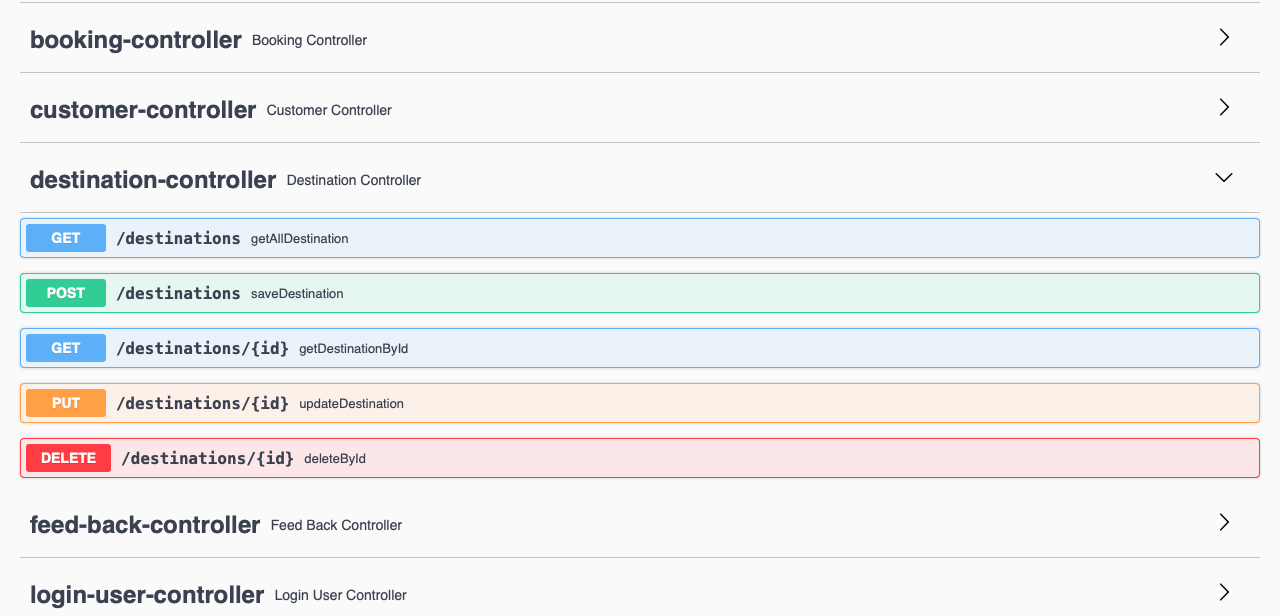 booking-controller Booking Controller
customer-controller Customer Controller
destination-controller Destination Controller
GET /destinations getAllDestination
POST /destinations saveDestination
GET /destinations/{id} getDestinationById
PUT /destinations/{id} updateDestination
DELETE /destinations/{id} deleteById
feed-back-controller Feed Back Controller
login-user-controller Login User Controller